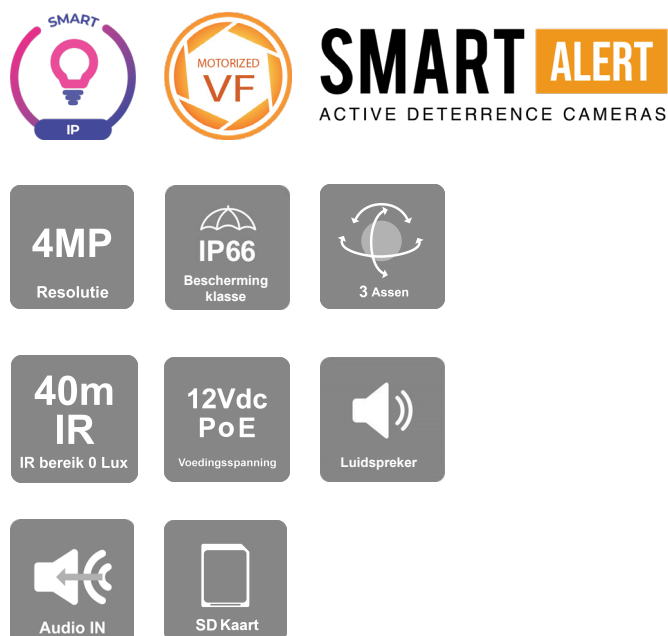 SMART
IP
MOTORIZED
VF
SMART ALERT
ACTIVE DETERRENCE CAMERAS
4MP
Resolutie
IP66
Bescherming
klasse
3 Assen
40m
IR
IR bereik 0 Lux
12Vdc
PoE
Voedingsspanning
Luidspreker
Audio IN
SD Kaart